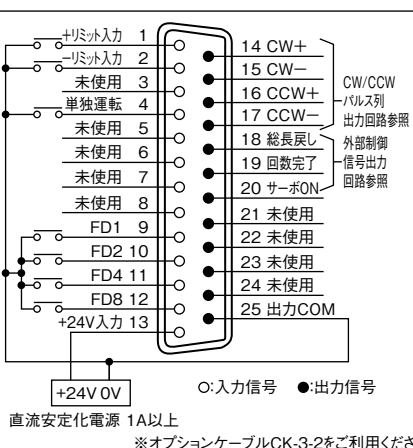 +リミット入力 1
−リミット入力 2
未使用 3
単独運転 4
未使用 5
未使用 6
未使用 7
未使用 8
FD1 9
FD2 10
FD4 11
FD8 12
+24V入力 13
14 CW+
15 CW−
16 CCW+
17 CCW−
18 総長戻し
19 回数完了
20 サーボON
21 未使用
22 未使用
23 未使用
24 未使用
25 出力COM
CW/CCW
パルス列
出力回路参照
外部制御
信号出力
回路参照
+24V 0V
○:入力信号 ●:出力信号
直流安定化電源 1A以上
※オプションケーブルCK-3-2をご利用くださ